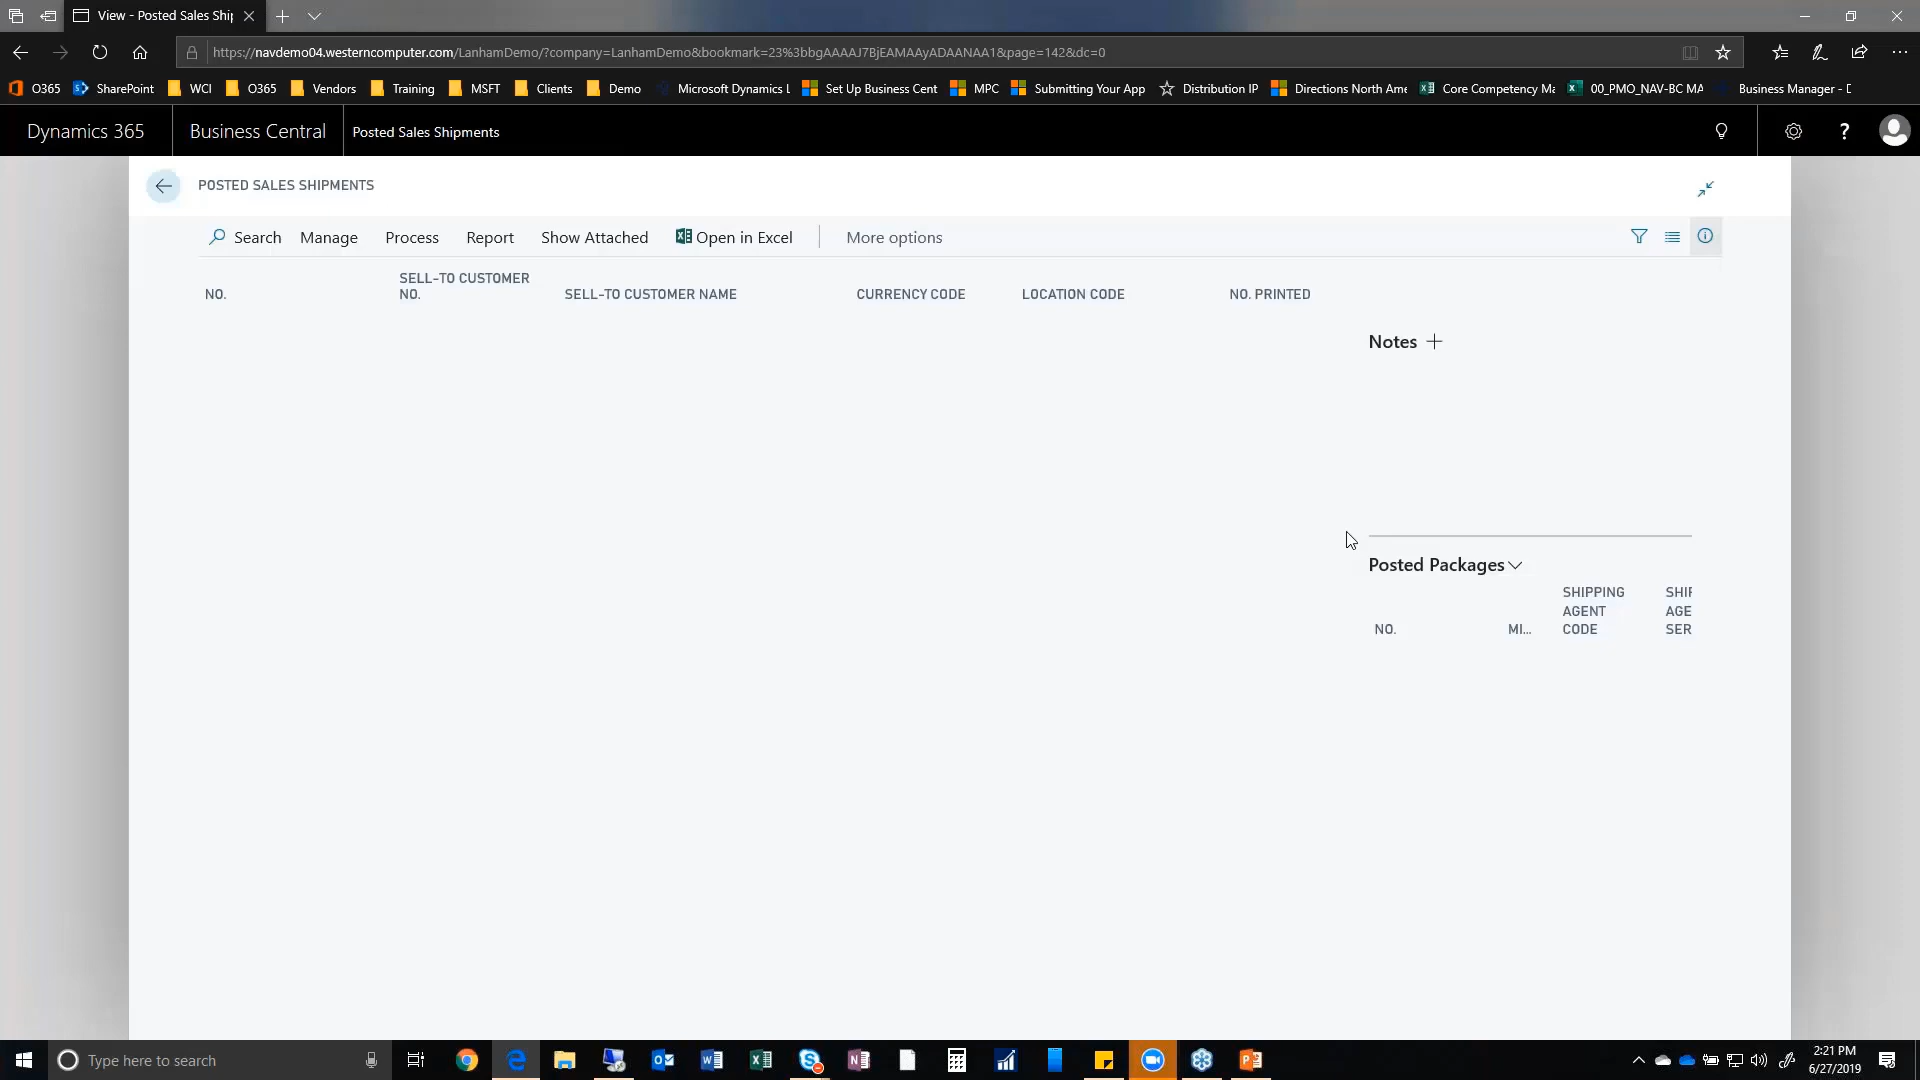 View - Posted Sales Shi
https://navdemo04.westerncomputer.com/LanhamDemo/?company=LanhamDemo&bookmark=23%3bbgAAAAJ7BjEAMAAyADAANAA1&page=142&dc=0
O365 SharePoint WCI O365 Vendors Training MSFT Clients Demo Microsoft Dynamics Set Up Business Cent MPC Submitting Your App Distribution IP Directions North Ame Core Competency Ma 00_PMO_NAV-BC MA Business Manager -
Dynamics 365 Business Central Posted Sales Shipments ?
POSTED SALES SHIPMENTS
Search Manage Process Report Show Attached Open in Excel More options
NO. SELL-TO CUSTOMER NO. SELL-TO CUSTOMER NAME CURRENCY CODE LOCATION CODE NO. PRINTED
Notes
Posted Packages
NO. MI... SHIPPING AGENT CODE SHI AGE SER
Type here to search
2:21 PM
6/27/2019